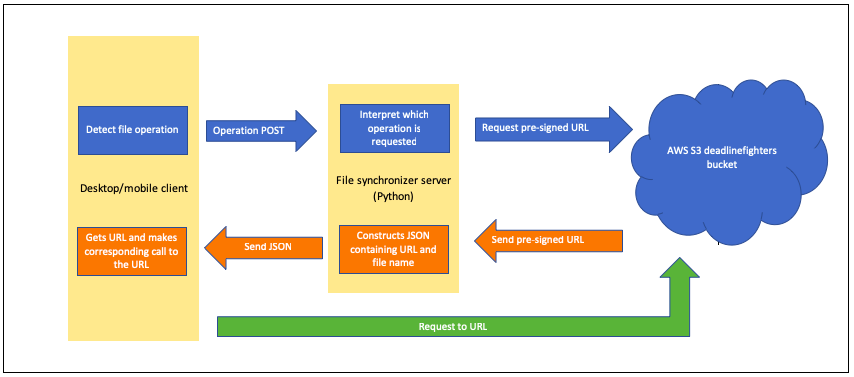 Detect file operation
Operation POST
Interpret which
operation is
requested
Request pre-signed URL
AWS S3 deadlinefighters
bucket
Desktop/mobile client
File synchronizer server
(Python)
Gets URL and makes
corresponding call to
the URL
Send JSON
Constructs JSON
containing URL and
file name
Send pre-signed URL
Request to URL